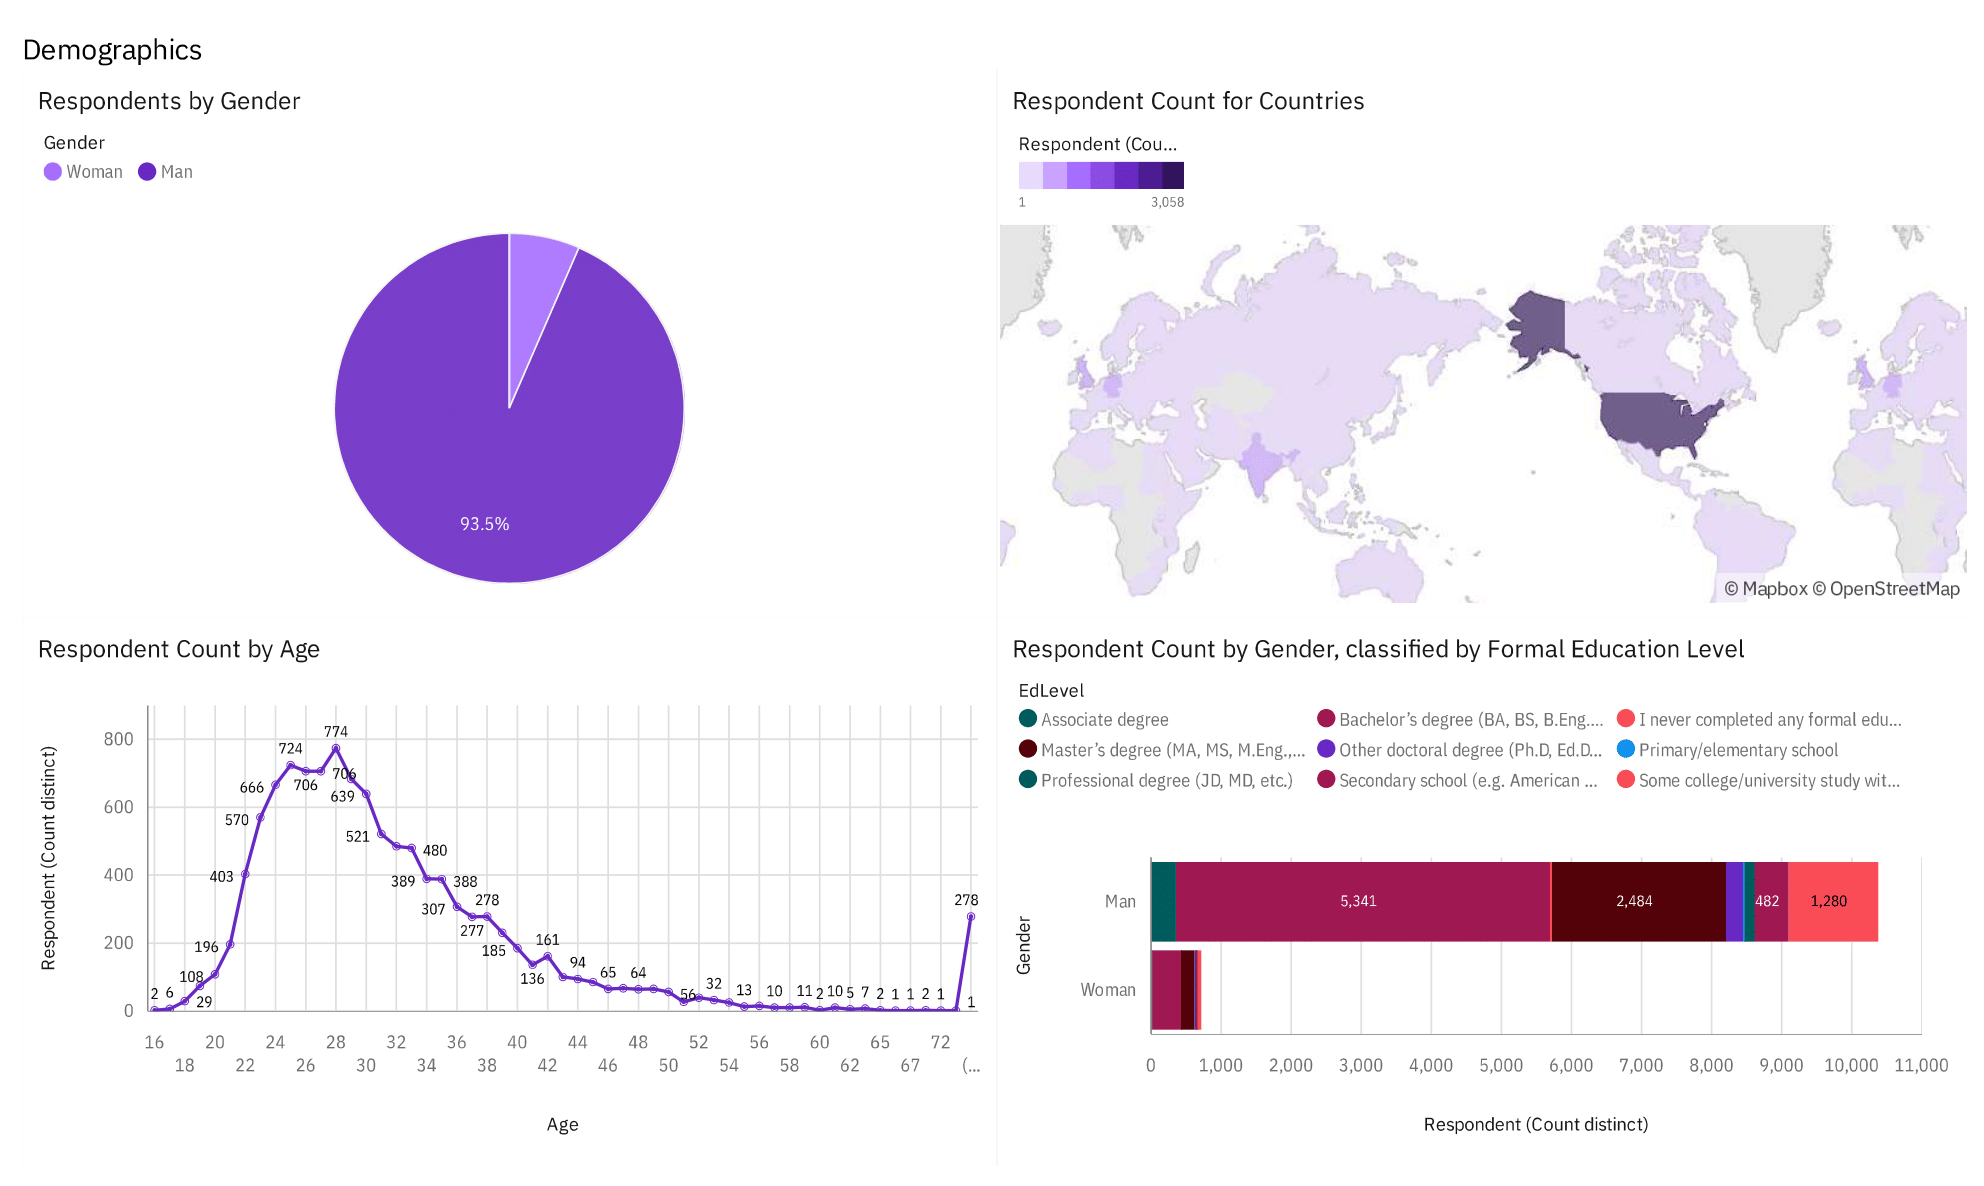 Demographics
Respondents by Gender
Gender
Woman Man
93.5%
Respondent Count for Countries
Respondent (Cou...
1 3,058
© Mapbox © OpenStreetMap
Respondent Count by Age
Respondent (Count distinct)
800
600
400
200
0
2 6 29 108 196 403 570 666 724 706 774 706 639 521 480 389 388 307 277 278 185 136 161 94 65 64 56 32 13 10 11 2 10 5 7 2 1 1 2 1 278 1
16 20 24 28 32 36 40 44 48 52 56 60 65 72
18 22 26 30 34 38 42 46 50 54 58 62 67 (...
Age
Respondent Count by Gender, classified by Formal Education Level
EdLevel
Associate degree Bachelor’s degree (BA, BS, B.Eng.... I never completed any formal edu...
Master’s degree (MA, MS, M.Eng.,... Other doctoral degree (Ph.D, Ed.D... Primary/elementary school
Professional degree (JD, MD, etc.) Secondary school (e.g. American ... Some college/university study wit...
Gender
Man 5,341 2,484 482 1,280
Woman
0 1,000 2,000 3,000 4,000 5,000 6,000 7,000 8,000 9,000 10,000 11,000
Respondent (Count distinct)